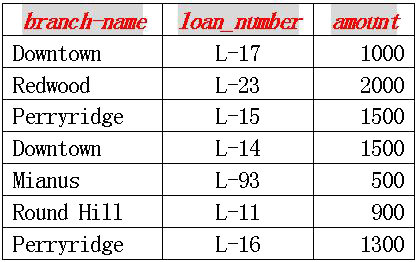 branch-name loan_number amount
Downtown L-17 1000
Redwood L-23 2000
Perryridge L-15 1500
Downtown L-14 1500
Mianus L-93 500
Round Hill L-11 900
Perryridge L-16 1300